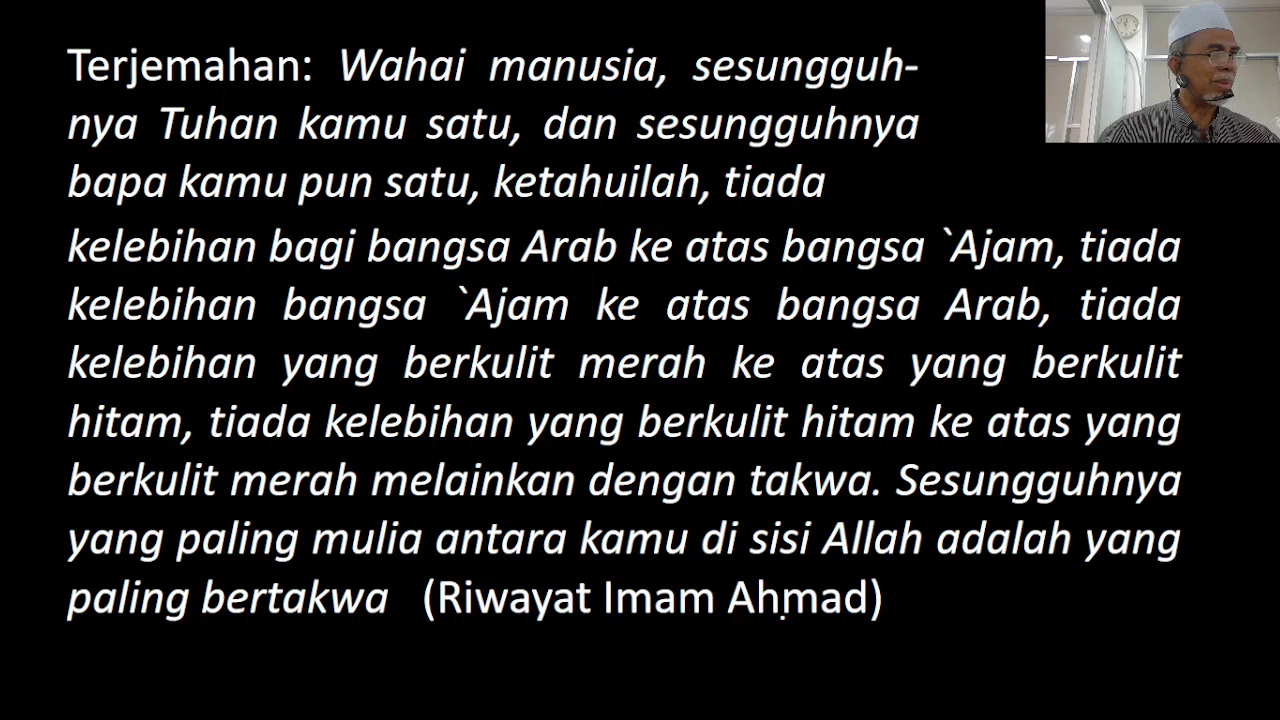 Terjemahan: Wahai manusia, sesungguh-
nya Tuhan kamu satu, dan sesungguhnya
bapa kamu pun satu, ketahuilah, tiada
kelebihan bagi bangsa Arab ke atas bangsa `Ajam, tiada
kelebihan bangsa `Ajam ke atas bangsa Arab, tiada
kelebihan yang berkulit merah ke atas yang berkulit
hitam, tiada kelebihan yang berkulit hitam ke atas yang
berkulit merah melainkan dengan takwa. Sesungguhnya
yang paling mulia antara kamu di sisi Allah adalah yang
paling bertakwa (Riwayat Imam Aḥmad)